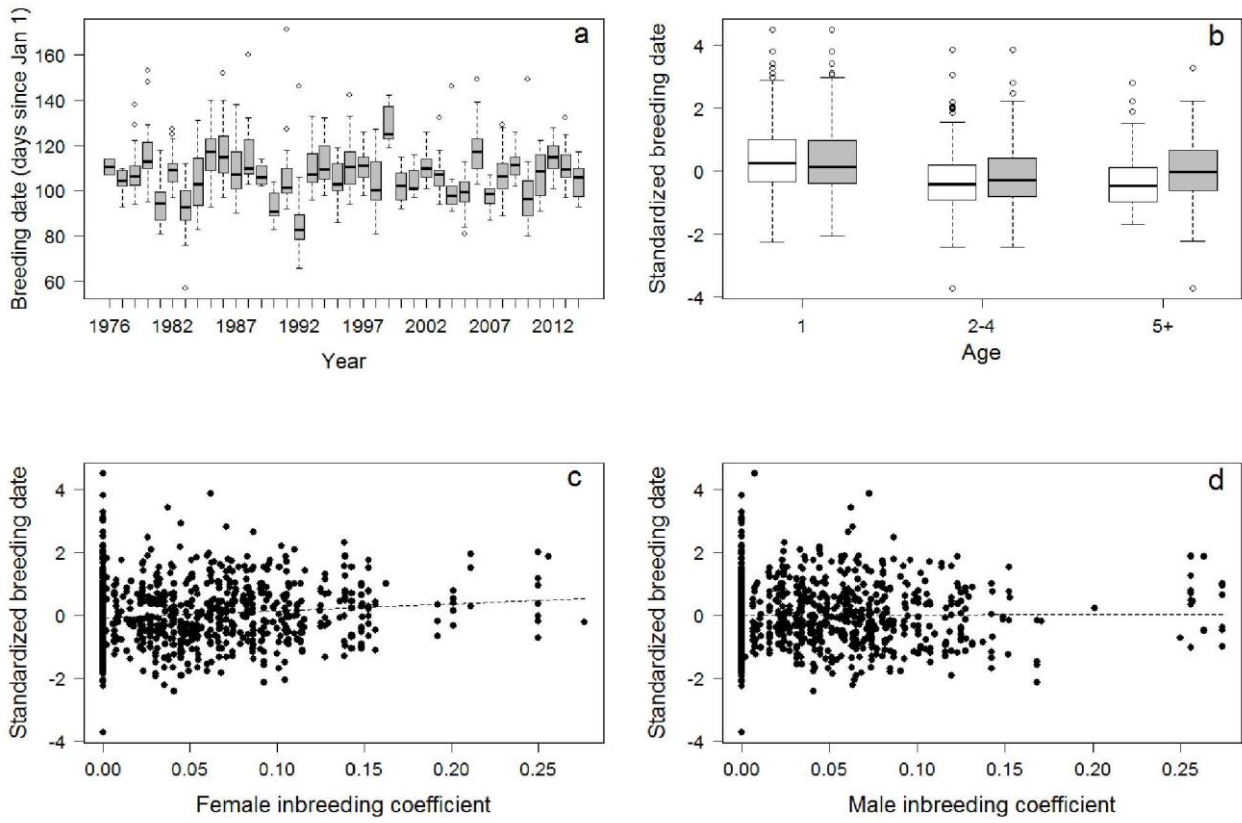 a
Breeding date (days since Jan 1)
160
140
120
100
80
60
1976 1982 1987 1992 1997 2002 2007 2012
Year
b
Standardized breeding date
4
2
0
-2
-4
1 2-4 5+
Age
c
Standardized breeding date
4
2
0
-2
-4
0.00 0.05 0.10 0.15 0.20 0.25
Female inbreeding coefficient
d
Standardized breeding date
4
2
0
-2
-4
0.00 0.05 0.10 0.15 0.20 0.25
Male inbreeding coefficient